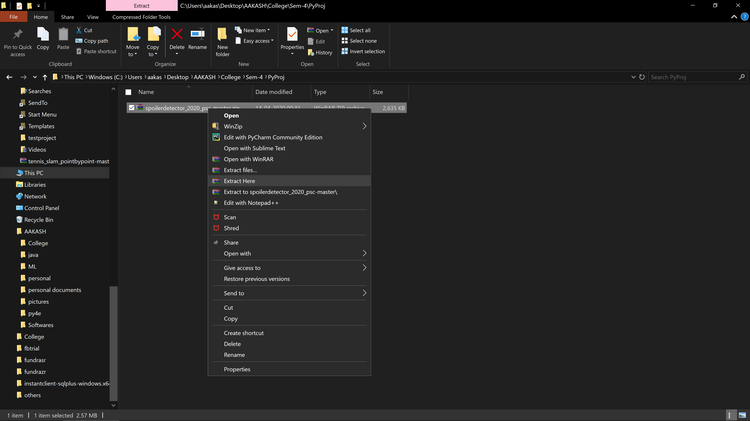 Extract
C:\Users\aakas\Desktop\AAKASH\College\Sem-4\PyProj
File
Home
Share
View
Compressed Folder Tools
Pin to Quick access
Copy
Paste
Cut
Copy path
Paste shortcut
Clipboard
Move to
Copy to
Delete
Rename
Organize
New folder
New item
Easy access
New
Properties
Open
Edit
History
Open
Select all
Select none
Invert selection
Select
This PC > Windows (C:) > Users > aakas > Desktop > AAKASH > College > Sem-4 > PyProj
Search PyProj
Name
Date modified
Type
Size
spoilerdetector_2020_psc-master.zip
2,635 KB
Searches
SendTo
Start Menu
Templates
testproject
Videos
tennis_slam_pointbypoint-mast
This PC
Libraries
Network
Control Panel
Recycle Bin
AAKASH
College
java
ML
personal
personal documents
pictures
py4e
Softwares
College
fbtrial
fundrasr
fundrazr
instantclient-sqlplus-windows.x6
others
Open
WinZip
Edit with PyCharm Community Edition
Open with Sublime Text
Open with WinRAR
Extract files...
Extract Here
Extract to spoilerdetector_2020_psc-master\
Edit with Notepad++
Scan
Shred
Share
Open with
Give access to
Restore previous versions
Send to
Cut
Copy
Create shortcut
Delete
Rename
Properties
1 item
1 item selected 2.57 MB